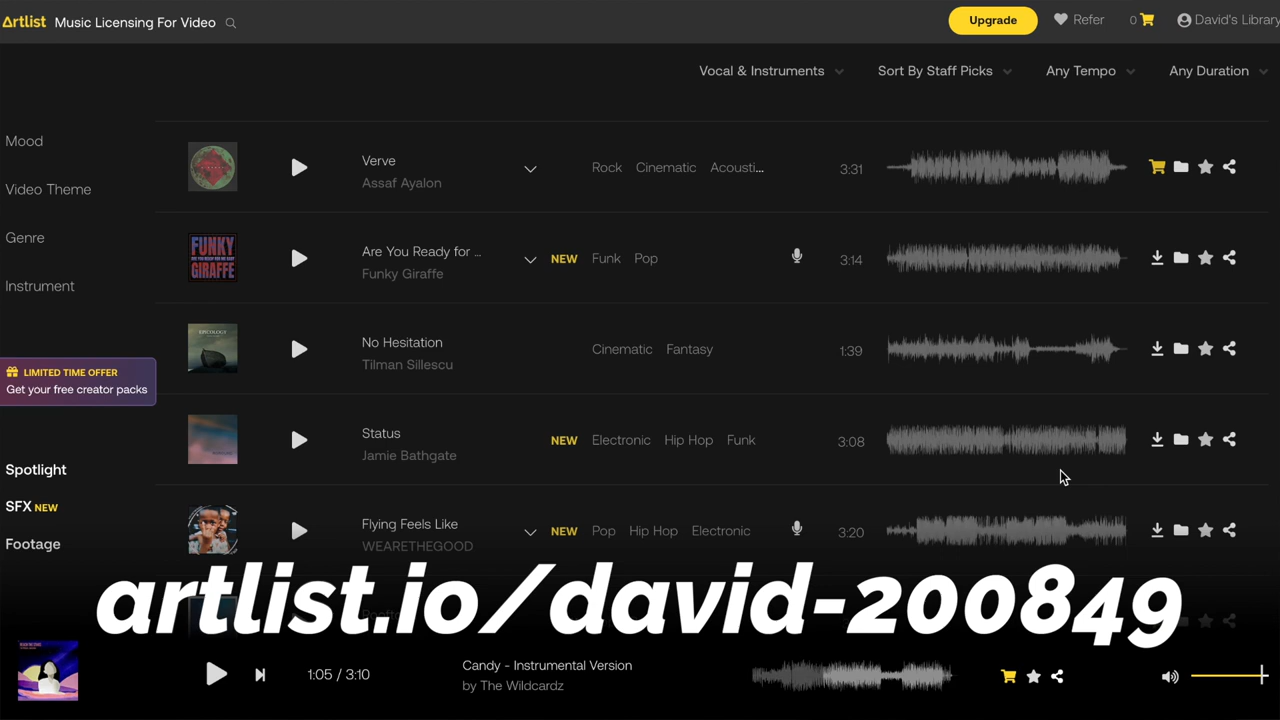 Artlist Music Licensing For Video
Upgrade
Refer
0
David's Library
Vocal & Instruments
Sort By Staff Picks
Any Tempo
Any Duration
Mood
Video Theme
Genre
Instrument
LIMITED TIME OFFER
Get your free creator packs
Spotlight
SFX NEW
Footage
Verve
Assaf Ayalon
Rock Cinematic Acousti...
3:31
FUNKY
GIRAFFE
Are You Ready for ...
Funky Giraffe
NEW
Funk Pop
3:14
EPICOLOGY
No Hesitation
Tilman Sillescu
Cinematic Fantasy
1:39
Status
Jamie Bathgate
NEW
Electronic Hip Hop Funk
3:08
Flying Feels Like
WEARETHEGOOD
NEW
Pop Hip Hop Electronic
3:20
artlist.io/david-200849
1:05 / 3:10
Candy - Instrumental Version
by The Wildcardz